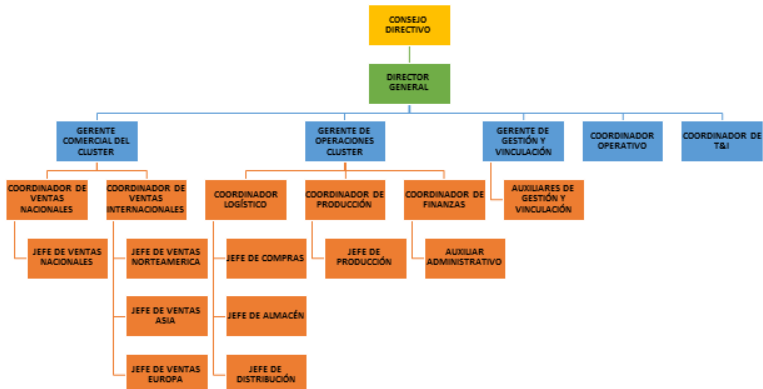 CONSEJO
DIRECTIVO
DIRECTOR
GENERAL
GERENTE
COMERCIAL DEL
CLUSTER
GERENTE DE
OPERACIONES
CLUSTER
GERENTE DE
GESTIÓN Y
VINCULACIÓN
COORDINADOR
OPERATIVO
COORDINADOR DE
T&I
COORDINADOR DE
VENTAS
NACIONALES
COORDINADOR DE
VENTAS
INTERNACIONALES
COORDINADOR
LOGÍSTICO
COORDINADOR DE
PRODUCCIÓN
COORDINADOR DE
FINANZAS
AUXILIARES DE
GESTIÓN Y
VINCULACIÓN
JEFE DE VENTAS
NACIONALES
JEFE DE VENTAS
NORTEAMERICA
JEFE DE COMPRAS
JEFE DE
PRODUCCIÓN
AUXILIAR
ADMINISTRATIVO
JEFE DE VENTAS
ASIA
JEFE DE ALMACÉN
JEFE DE VENTAS
EUROPA
JEFE DE
DISTRIBUCIÓN